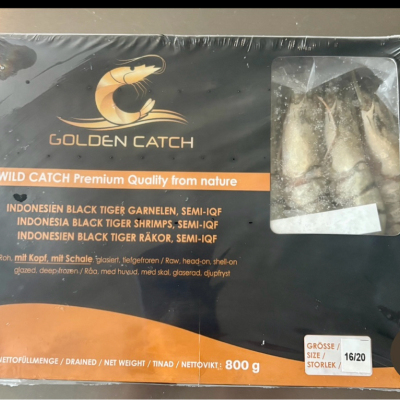 GOLDEN CATCH
WILD CATCH Premium Quality from nature
INDONESIEN BLACK TIGER GARNELEN, SEMI-IQF
INDONESIA BLACK TIGER SHRIMPS, SEMI-IQF
INDONESIEN BLACK TIGER RÄKOR, SEMI-IQF
Roh, mit Kopf, mit Schale glasiert, tiefgefroren / Raw, head-on, shell-on
glazed, deep-frozen / Råa, med huvud, med skal, glaserad, djupfryst
GRÖSSE /
SIZE /
STORLEK /
16/20
NETTOFÜLLMENGE / DRAINED / NET WEIGHT / TINAD / NETTOVIKT: 800 g